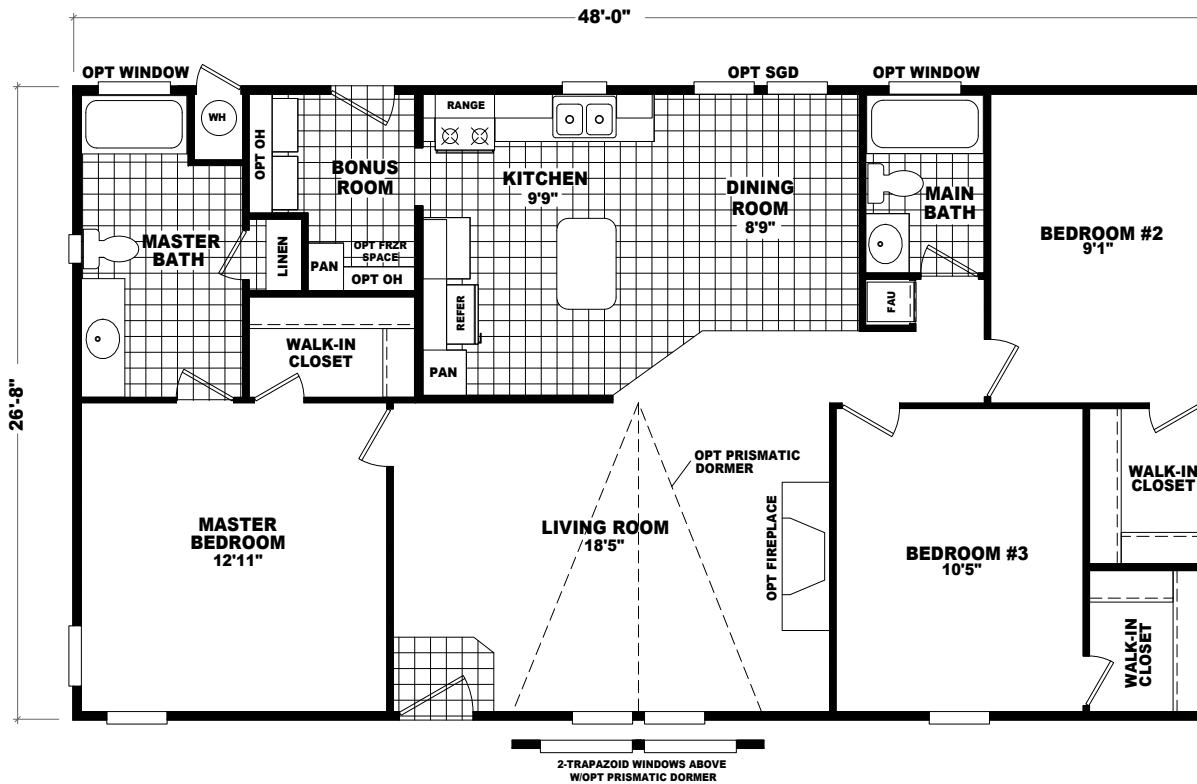 48'-0"
OPT WINDOW
OPT SGD
OPT WINDOW
WH
OPT OH
BONUS
ROOM
RANGE
KITCHEN
9'9"
DINING
ROOM
8'9"
MAIN
BATH
BEDROOM #2
9'1"
MASTER
BATH
LINEN
PAN
OPT FRZR
SPACE
OPT OH
REFER
PAN
FAU
WALK-IN
CLOSET
26'-8"
OPT PRISMATIC
DORMER
MASTER
BEDROOM
12'11"
LIVING ROOM
18'5"
OPT FIREPLACE
BEDROOM #3
10'5"
WALK-IN
CLOSET
WALK-IN
CLOSET
2-TRAPAZOID WINDOWS ABOVE
W/OPT PRISMATIC DORMER